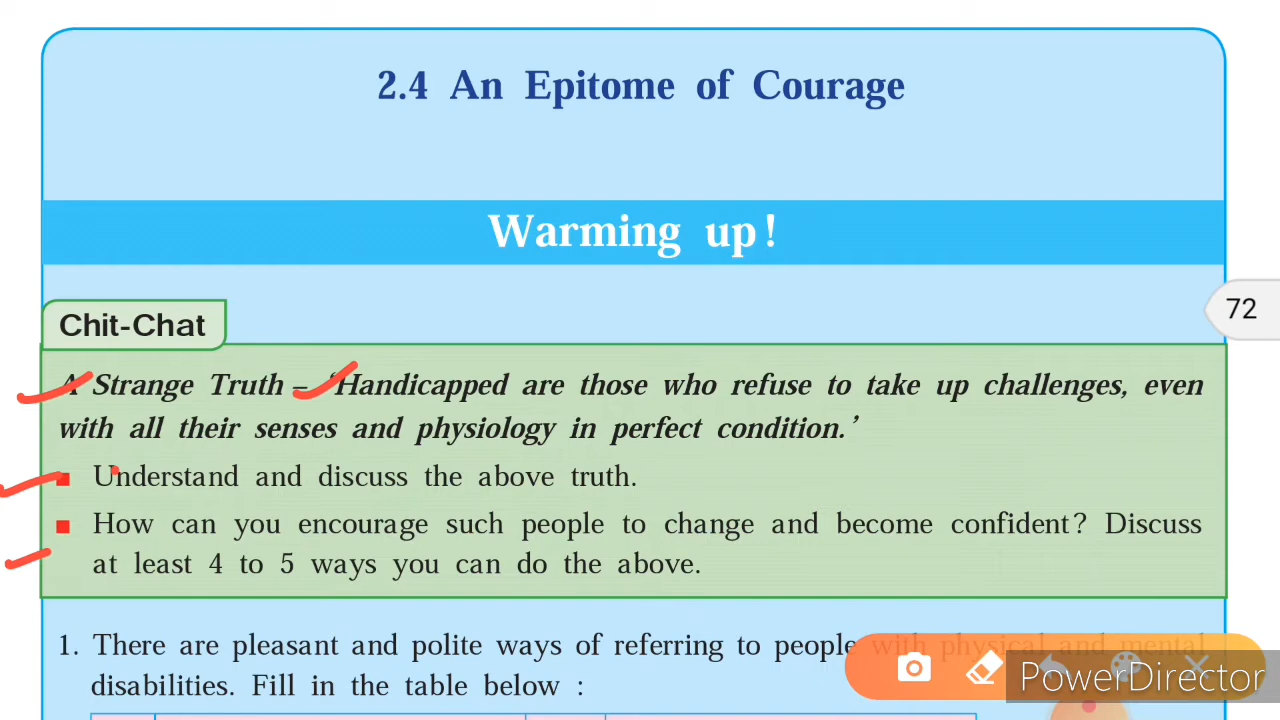 2.4 An Epitome of Courage
Warming up!
72
Chit-Chat
A Strange Truth – ‘Handicapped are those who refuse to take up challenges, even
with all their senses and physiology in perfect condition.’
Understand and discuss the above truth.
How can you encourage such people to change and become confident? Discuss
at least 4 to 5 ways you can do the above.
1. There are pleasant and polite ways of referring to people with physical and mental
disabilities. Fill in the table below :
PowerDirector